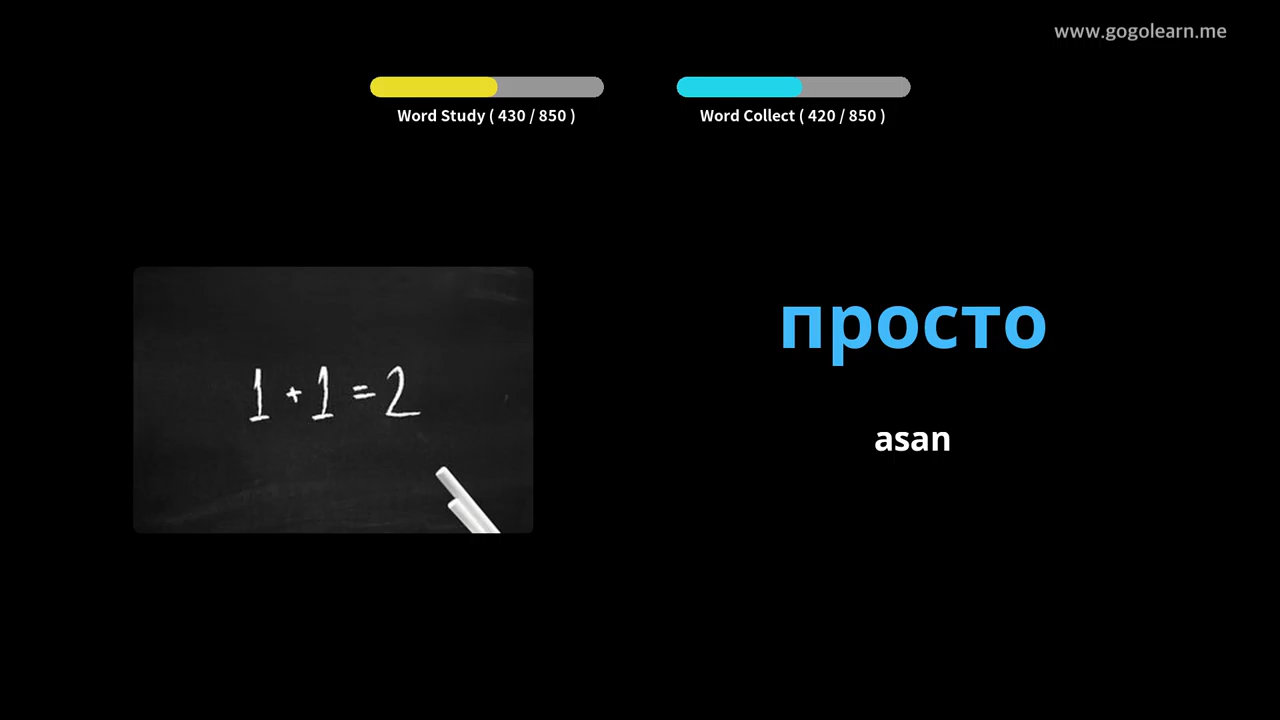 www.gogolearn.me
Word Study ( 430 / 850 )
Word Collect ( 420 / 850 )
1 + 1 = 2
просто
asan